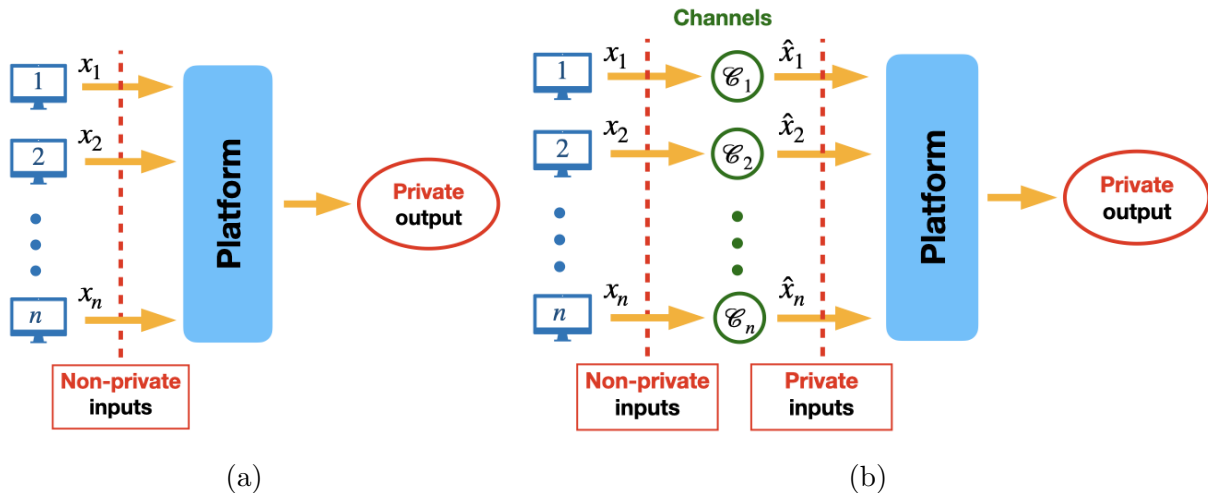 1
x₁
2
x₂
n
xₙ
Platform
Private
output
Non-private
inputs
(a)
Channels
1
x₁
𝒞₁
x̂₁
2
x₂
𝒞₂
x̂₂
n
xₙ
𝒞ₙ
x̂ₙ
Platform
Private
output
Non-private
inputs
Private
inputs
(b)